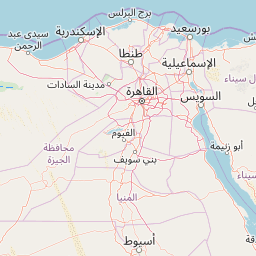 برج البرلس
بورسعيد
الإسكندرية
سيدى عبد
الرحمن
طنطا
الإسماعيلية
مدينة السادات
القاهرة
السويس
الفيوم
أبو زنيمة
محافظة
الجيزة
بني سويف
المنيا
أسيوط